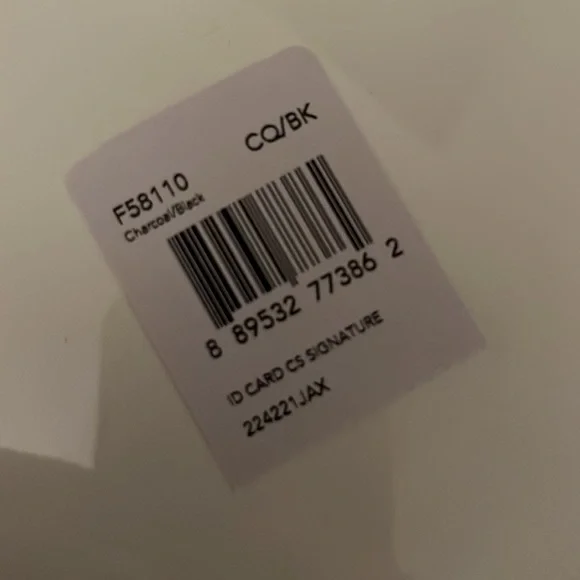 CQ/BK
F58110
Charcoal/Black
8 89532 77386 2
ID CARD CS SIGNATURE
224221JAX